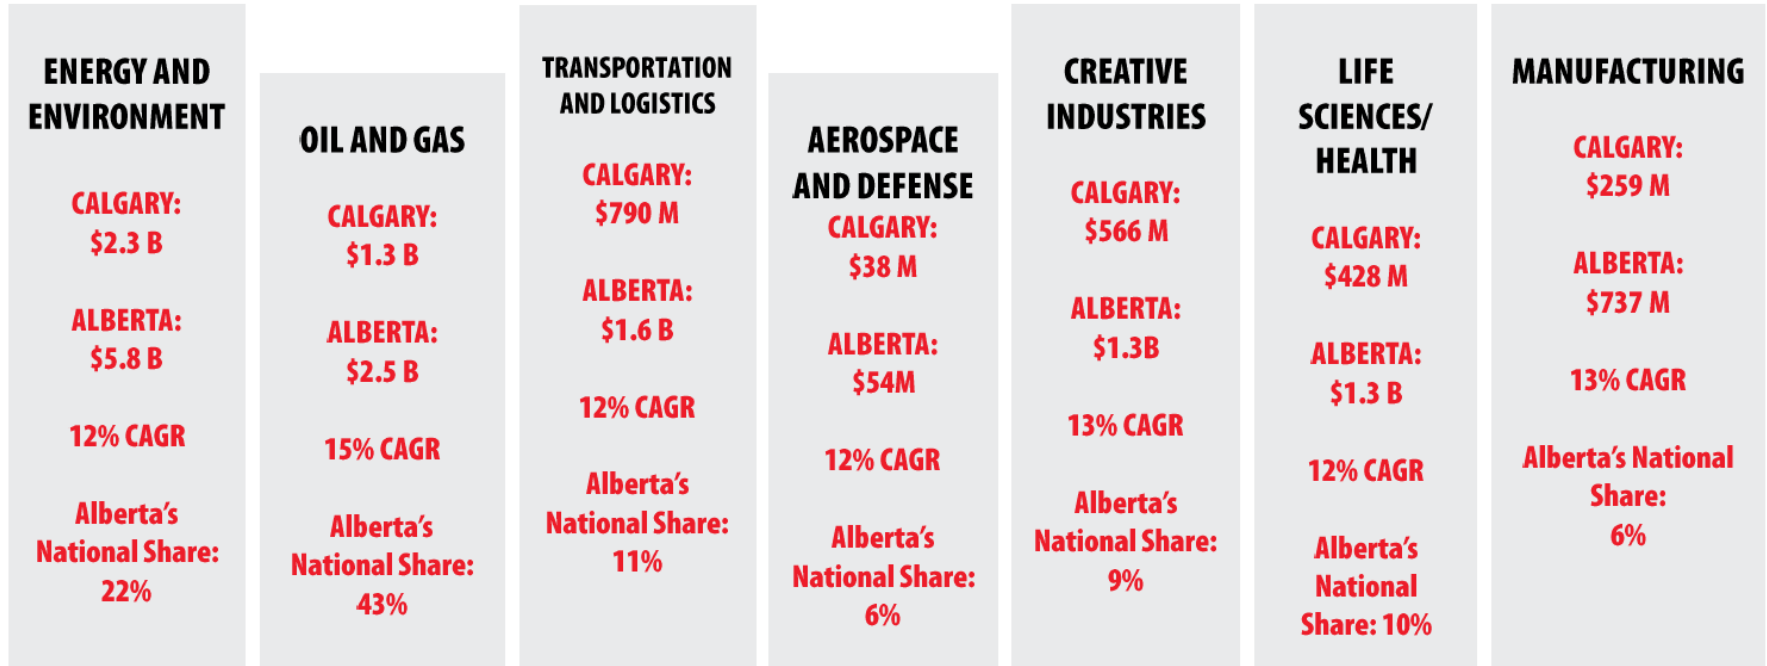 ENERGY AND
ENVIRONMENT
CALGARY:
$2.3 B
ALBERTA:
$5.8 B
12% CAGR
Alberta's
National Share:
22%
OIL AND GAS
CALGARY:
$1.3 B
ALBERTA:
$2.5 B
15% CAGR
Alberta's
National Share:
43%
TRANSPORTATION
AND LOGISTICS
CALGARY:
$790 M
ALBERTA:
$1.6 B
12% CAGR
Alberta's
National Share:
11%
AEROSPACE
AND DEFENSE
CALGARY:
$38 M
ALBERTA:
$54M
12% CAGR
Alberta's
National Share:
6%
CREATIVE
INDUSTRIES
CALGARY:
$566 M
ALBERTA:
$1.3B
13% CAGR
Alberta's
National Share:
9%
LIFE
SCIENCES/
HEALTH
CALGARY:
$428 M
ALBERTA:
$1.3 B
12% CAGR
Alberta's
National
Share: 10%
MANUFACTURING
CALGARY:
$259 M
ALBERTA:
$737 M
13% CAGR
Alberta's National
Share:
6%